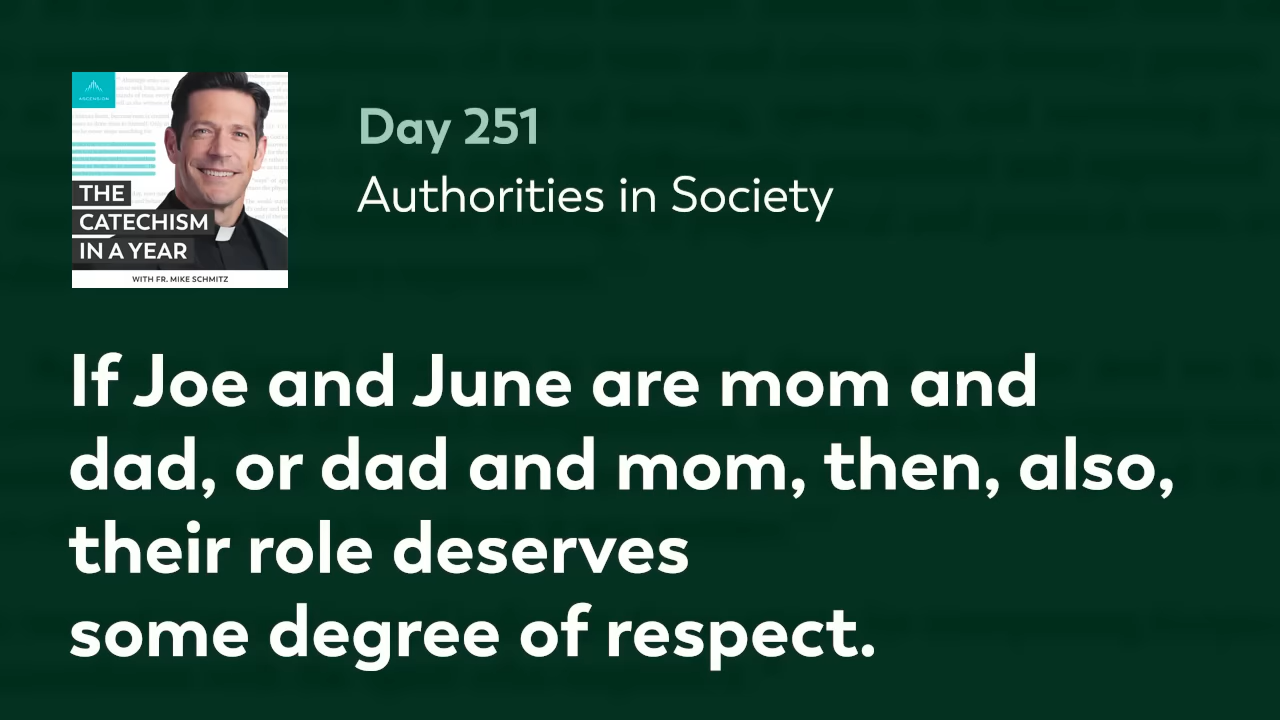 ASCENSION
THE
CATECHISM
IN A YEAR
WITH FR. MIKE SCHMITZ
Day 251
Authorities in Society
If Joe and June are mom and
dad, or dad and mom, then, also,
their role deserves
some degree of respect.